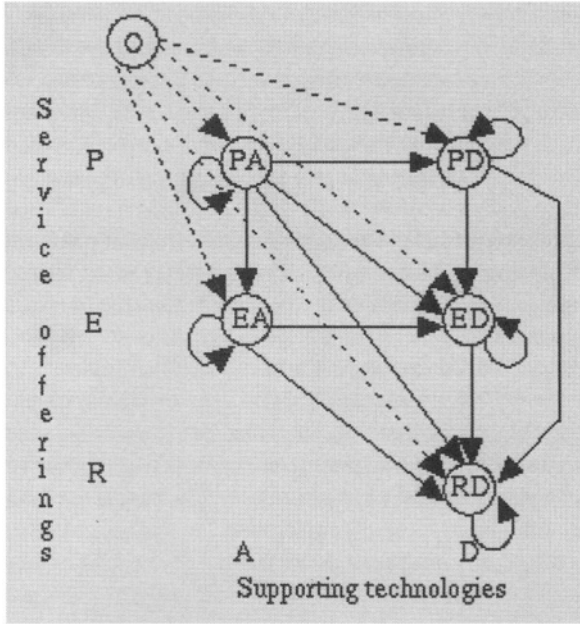 O
Service offerings
P
PA
PD
E
EA
ED
R
RD
A
D
Supporting technologies